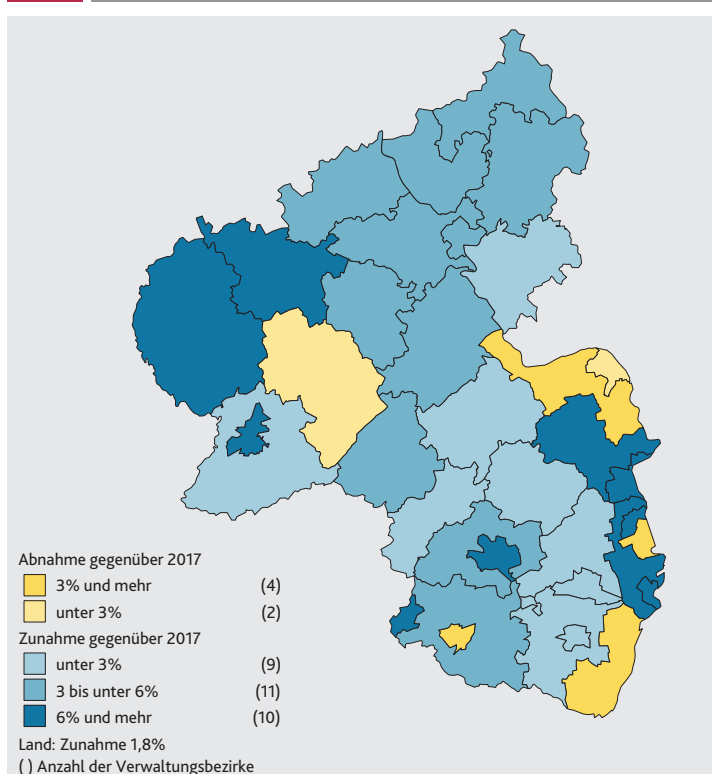 Abnahme gegenüber 2017
3% und mehr (4)
unter 3% (2)
Zunahme gegenüber 2017
unter 3% (9)
3 bis unter 6% (11)
6% und mehr (10)
Land: Zunahme 1,8%
( ) Anzahl der Verwaltungsbezirke